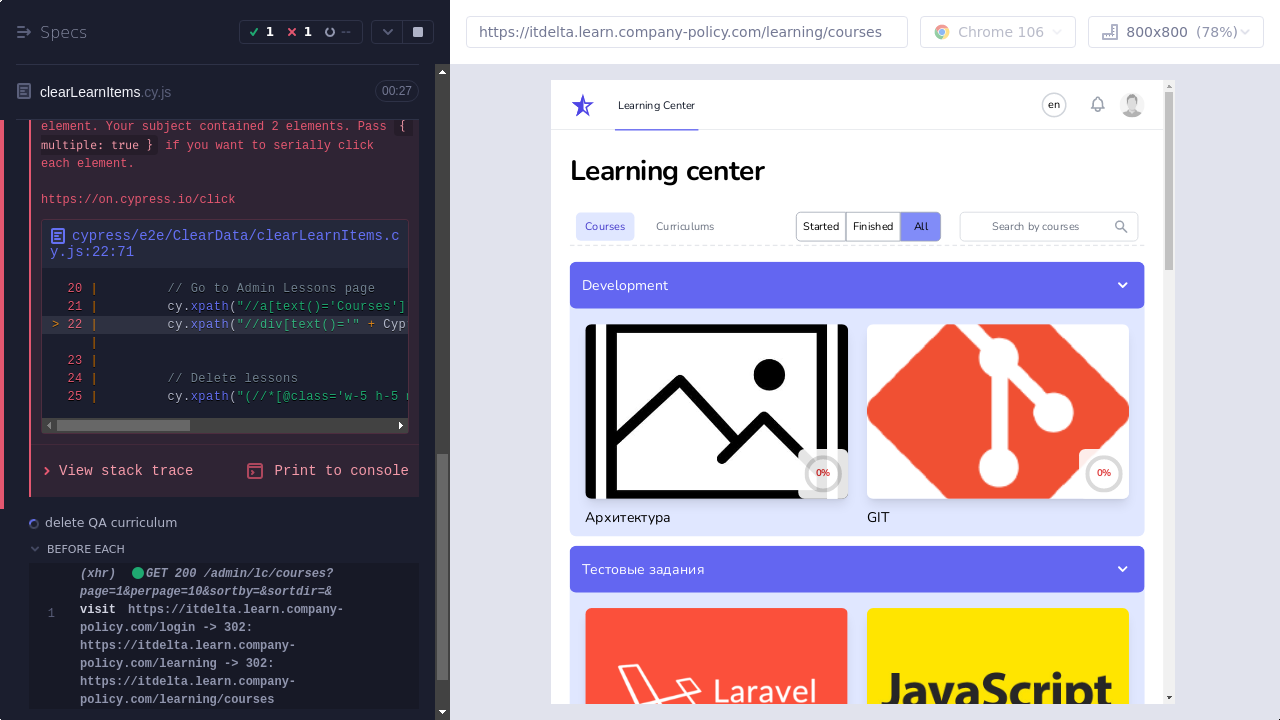 Specs
1
1
--
clearLearnItems.cy.js
00:27
element. Your subject contained 2 elements. Pass {
multiple: true } if you want to serially click
each element.
https://on.cypress.io/click
cypress/e2e/ClearData/clearLearnItems.c
y.js:22:71
20 | // Go to Admin Lessons page
21 | cy.xpath("//a[text()='Courses']
> 22 | cy.xpath("//div[text()='" + Cyp
|
23 |
24 | // Delete lessons
25 | cy.xpath("(//*[@class='w-5 h-5
View stack trace
Print to console
delete QA curriculum
BEFORE EACH
(xhr) GET 200 /admin/lc/courses?
page=1&perpage=10&sortby=&sortdir=&
1 visit https://itdelta.learn.company-
policy.com/login -> 302:
https://itdelta.learn.company-
policy.com/learning -> 302:
https://itdelta.learn.company-
policy.com/learning/courses
https://itdelta.learn.company-policy.com/learning/courses
Chrome 106
800x800 (78%)
Learning Center
en
Learning center
Courses
Curriculums
Started
Finished
All
Search by courses
Development
0%
0%
Архитектура
GIT
Тестовые задания
Laravel
JavaScript